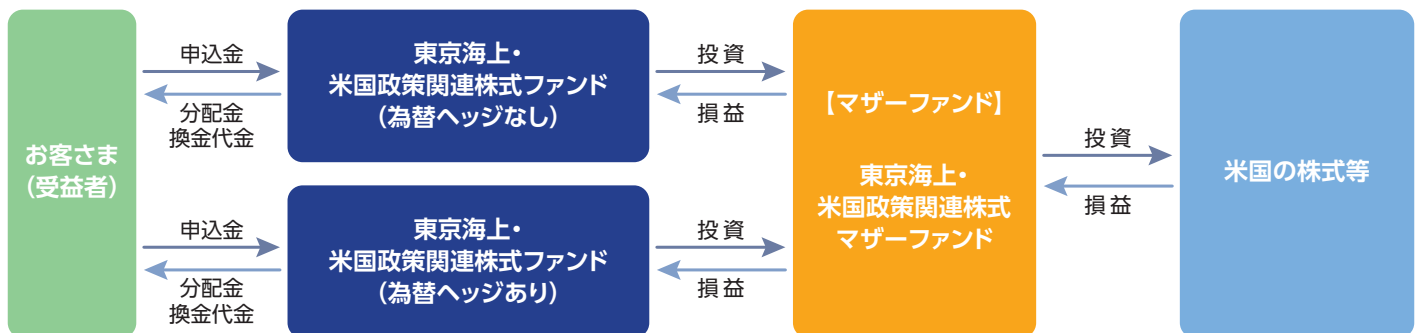 お客さま
（受益者）
申込金
分配金
換金代金
東京海上・
米国政策関連株式ファンド
（為替ヘッジなし）
投資
損益
申込金
分配金
換金代金
東京海上・
米国政策関連株式ファンド
（為替ヘッジあり）
投資
損益
【マザーファンド】
東京海上・
米国政策関連株式
マザーファンド
投資
損益
米国の株式等